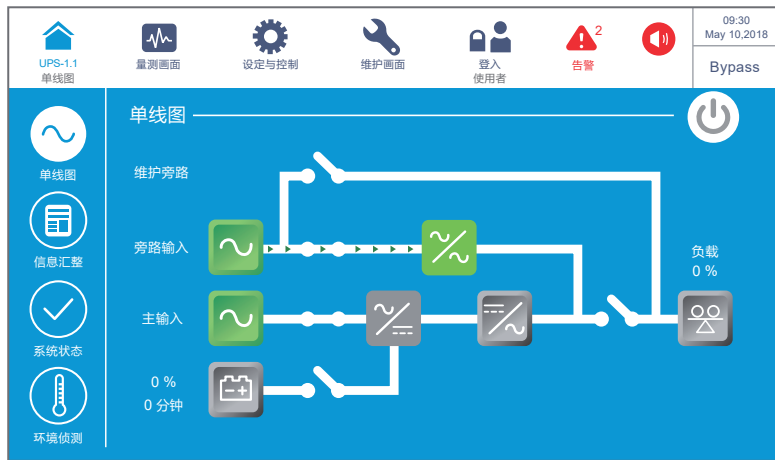 UPS-1.1
单线图
量测画面
设定与控制
维护画面
登入
使用者
2
告警
09:30
May 10,2018
Bypass
单线图
信息汇整
系统状态
环境侦测
单线图
维护旁路
旁路输入
主输入
0 %
0 分钟
负载
0 %